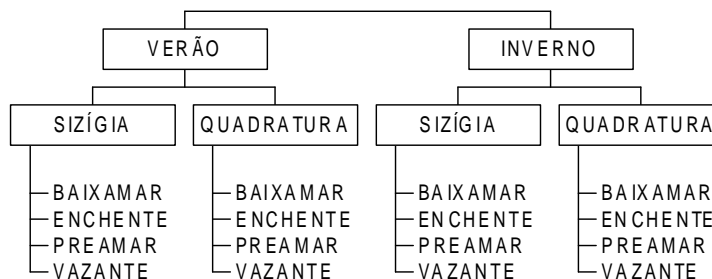 VERÃO INVERNO
SIZÍGIA QUADRATURA SIZÍGIA QUADRATURA
BAIXAMAR BAIXAMAR BAIXAMAR BAIXAMAR
ENCHENTE ENCHENTE ENCHENTE ENCHENTE
PREAMAR PREAMAR PREAMAR PREAMAR
VAZANTE VAZANTE VAZANTE VAZANTE